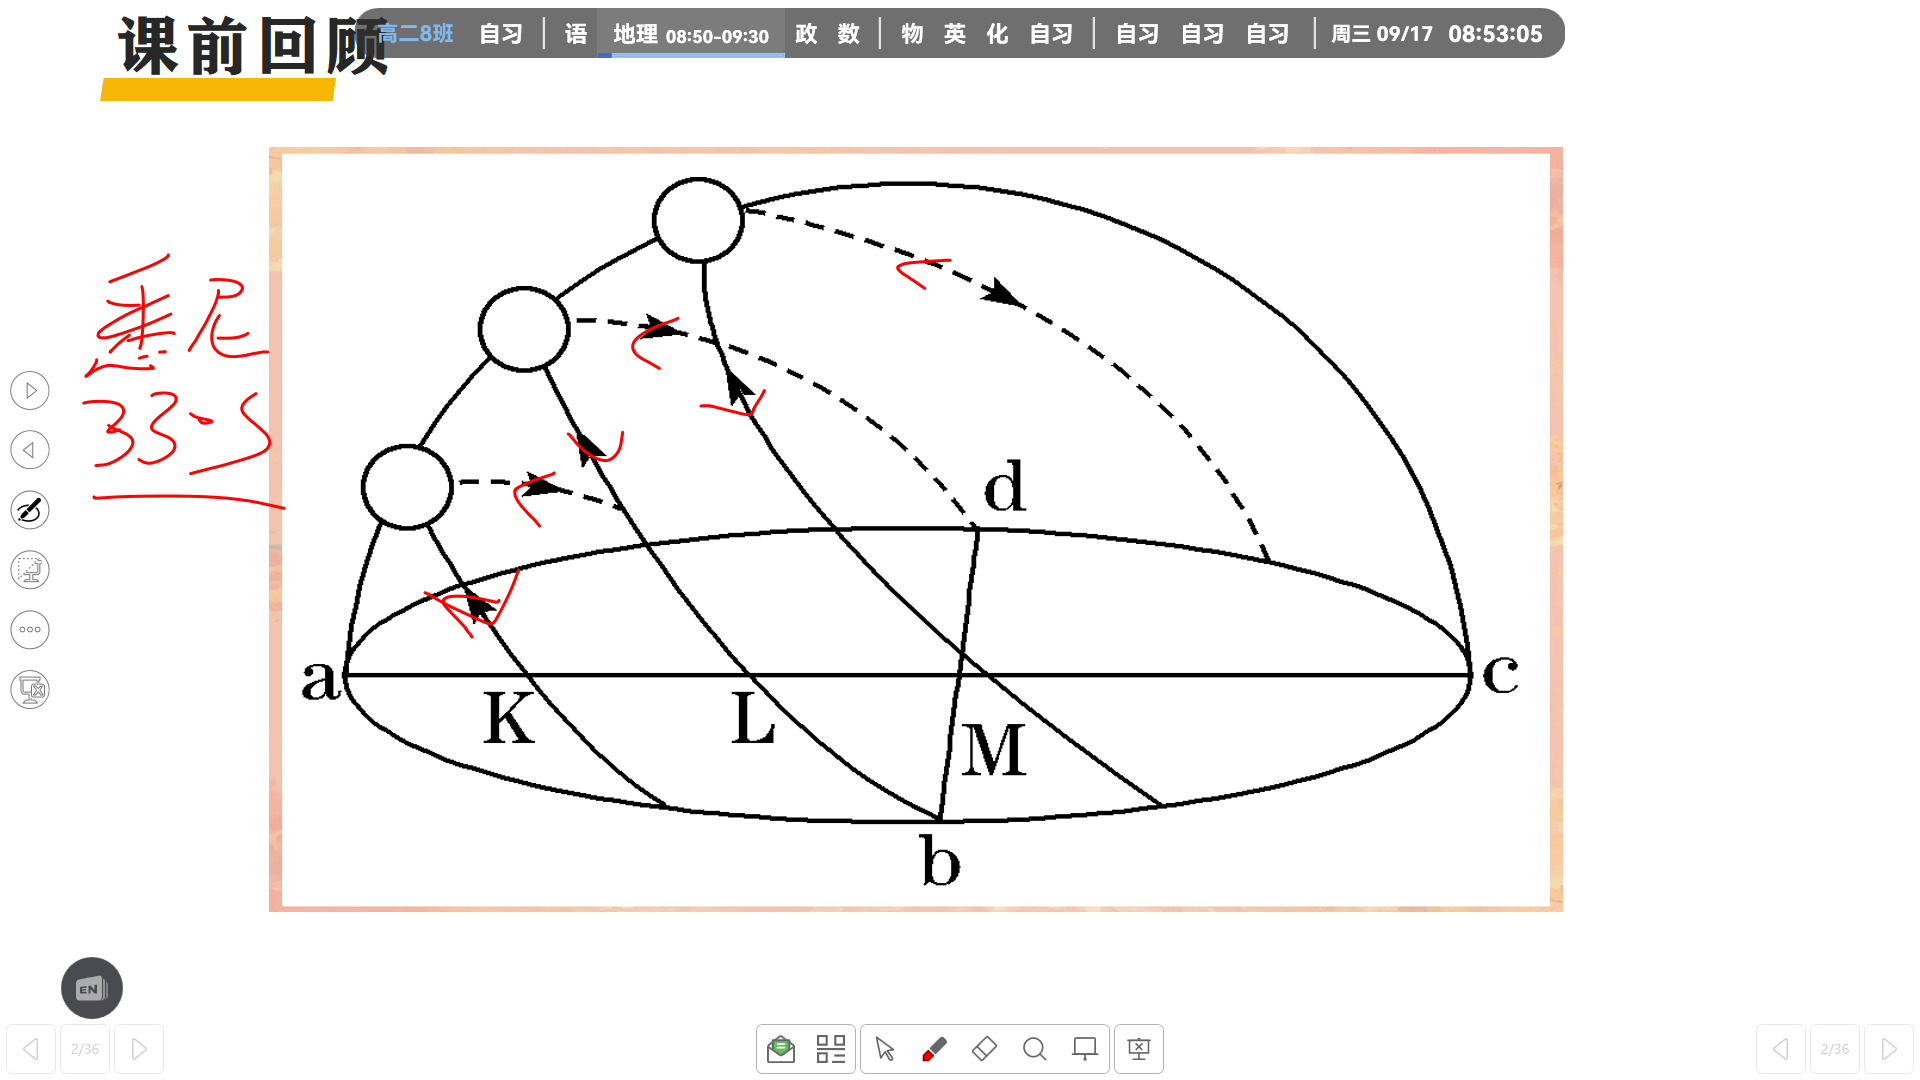 课前回顾
高二8班 自习 语 地理 08:50-09:30 政 数 物 英 化 自习 自习 自习 自习 周三 09/17 08:53:05
悉尼
33°S
d
a
c
K
L
M
b
EN
2/36
2/36